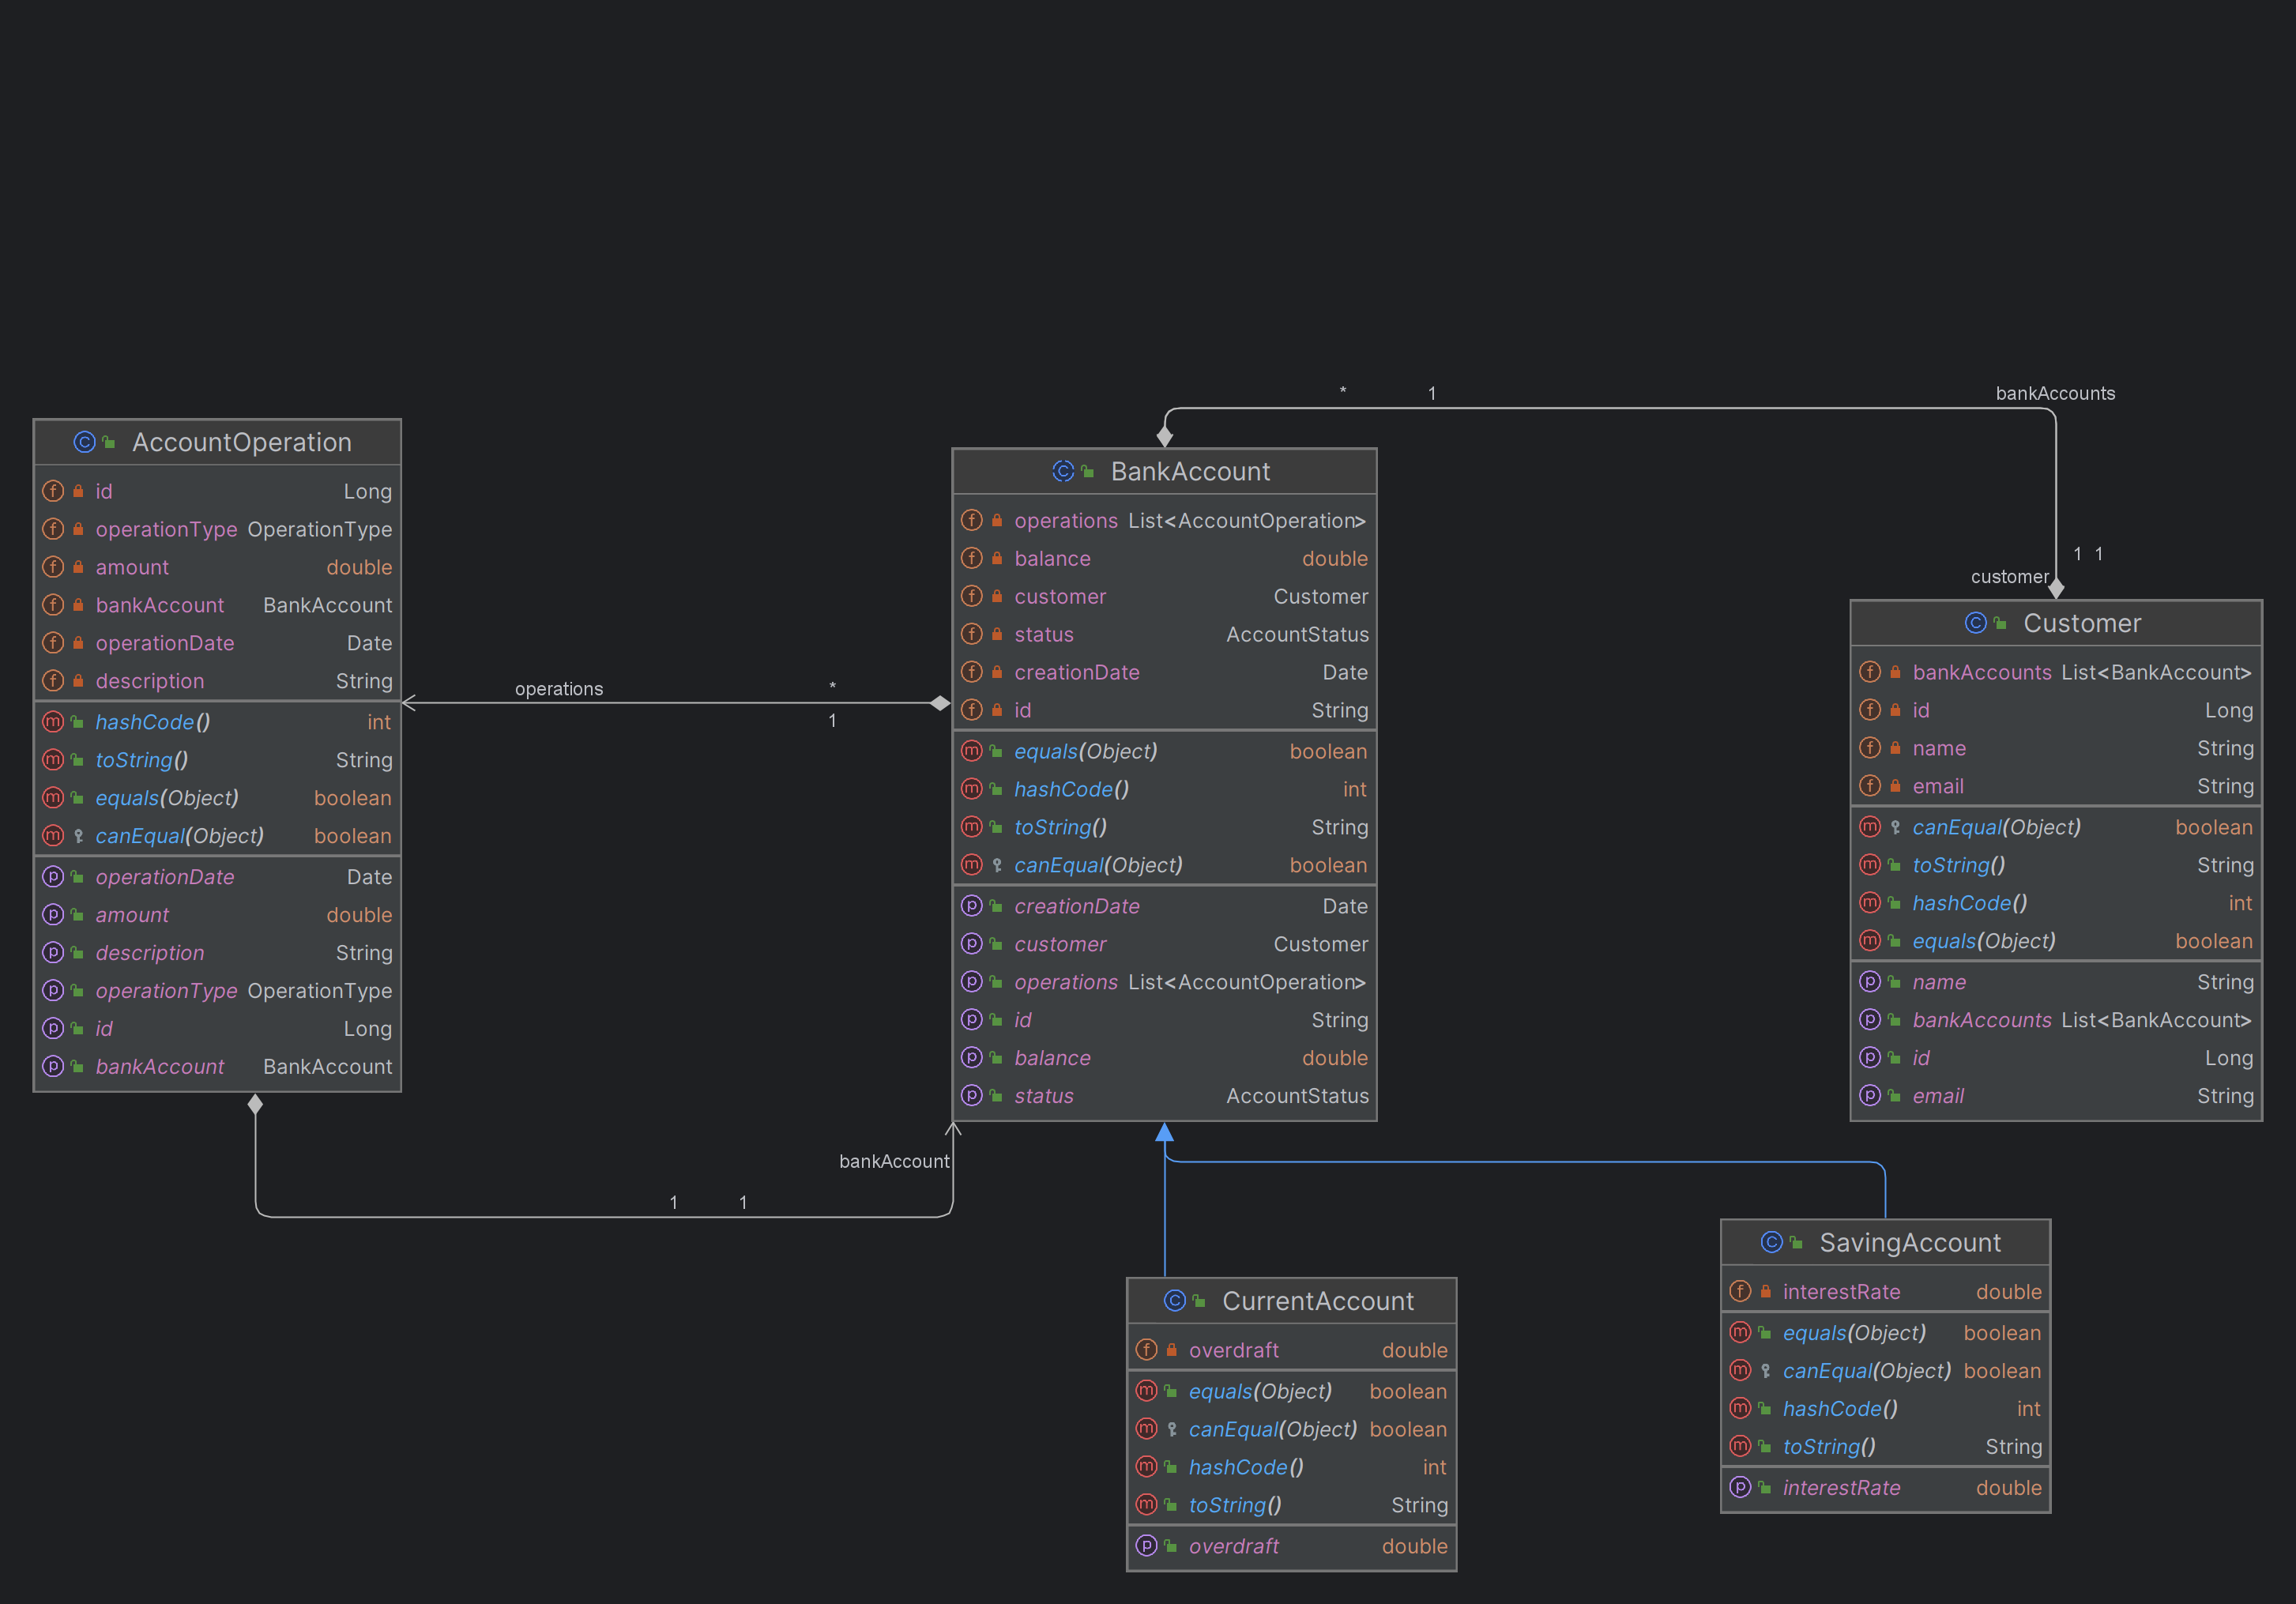 AccountOperation
id Long
operationType OperationType
amount double
bankAccount BankAccount
operationDate Date
description String
hashCode() int
toString() String
equals(Object) boolean
canEqual(Object) boolean
operationDate Date
amount double
description String
operationType OperationType
id Long
bankAccount BankAccount
operations * 1
bankAccount
1 1
* 1 bankAccounts
1 1
customer
BankAccount
operations List<AccountOperation>
balance double
customer Customer
status AccountStatus
creationDate Date
id String
equals(Object) boolean
hashCode() int
toString() String
canEqual(Object) boolean
creationDate Date
customer Customer
operations List<AccountOperation>
id String
balance double
status AccountStatus
Customer
bankAccounts List<BankAccount>
id Long
name String
email String
canEqual(Object) boolean
toString() String
hashCode() int
equals(Object) boolean
name String
bankAccounts List<BankAccount>
id Long
email String
CurrentAccount
overdraft double
equals(Object) boolean
canEqual(Object) boolean
hashCode() int
toString() String
overdraft double
SavingAccount
interestRate double
equals(Object) boolean
canEqual(Object) boolean
hashCode() int
toString() String
interestRate double